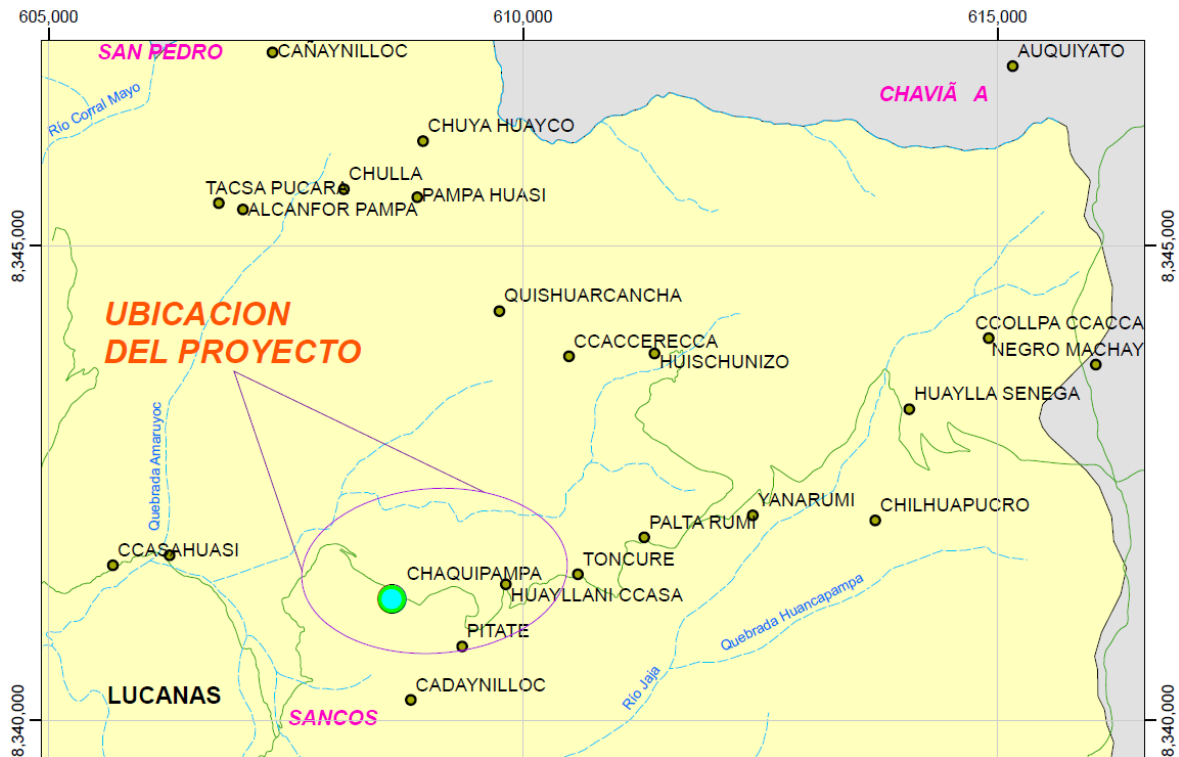 605,000
610,000
615,000
SAN PEDRO
CAÑAYNILLOC
AUQUIYATO
CHAVIÃ A
Río Corral Mayo
CHUYA HUAYCO
CHULLA
TACSA PUCARA
PAMPA HUASI
ALCANFOR PAMPA
8,345,000
8,345,000
QUISHUARCANCHA
UBICACION
DEL PROYECTO
CCOLLPA CCACCA
CCACCERECCA
NEGRO MACHAY
HUISCHUNIZO
HUAYLLA SENEGA
Quebrada Amaruyoc
YANARUMI
CHILHUAPUCRO
PALTA RUMI
CCASAHUASI
TONCURE
CHAQUIPAMPA
HUAYLLANI CCASA
Quebrada Huancapampa
PITATE
CADAYNILLOC
Río Jaja
LUCANAS
SANCOS
8,340,000
8,340,000